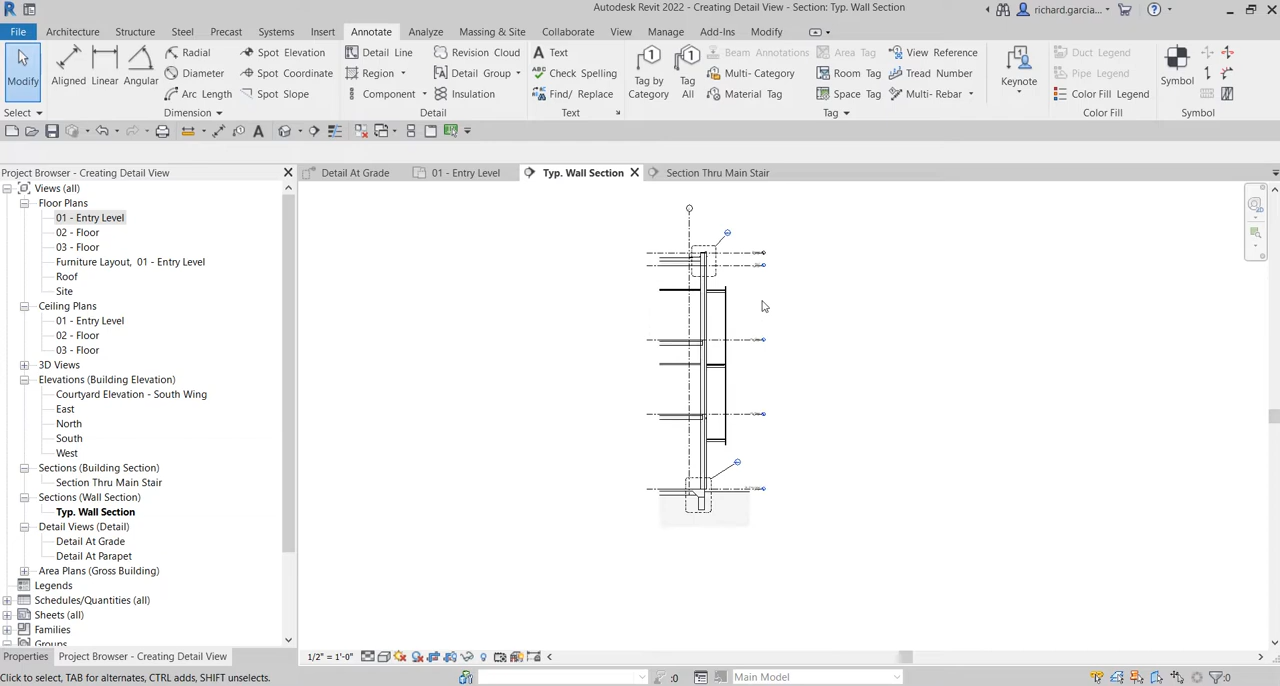 Autodesk Revit 2022 - Creating Detail View - Section: Typ. Wall Section
richard.garcia...
File Architecture Structure Steel Precast Systems Insert Annotate Analyze Massing & Site Collaborate View Manage Add-Ins Modify
Modify Aligned Linear Angular Radial Diameter Arc Length Spot Elevation Spot Coordinate Spot Slope
Detail Line Region Component Revision Cloud Detail Group Insulation
Text Check Spelling Find/ Replace
Tag by Category Tag All Beam Annotations Multi- Category Material Tag Area Tag Room Tag Space Tag View Reference Tread Number Multi- Rebar
Keynote Duct Legend Pipe Legend Color Fill Legend Symbol
Select Dimension Detail Text Tag Color Fill Symbol
Project Browser - Creating Detail View
Detail At Grade 01 - Entry Level Typ. Wall Section Section Thru Main Stair
Views (all)
Floor Plans
01 - Entry Level
02 - Floor
03 - Floor
Furniture Layout, 01 - Entry Level
Roof
Site
Ceiling Plans
01 - Entry Level
02 - Floor
03 - Floor
3D Views
Elevations (Building Elevation)
Courtyard Elevation - South Wing
East
North
South
West
Sections (Building Section)
Section Thru Main Stair
Sections (Wall Section)
Typ. Wall Section
Detail Views (Detail)
Detail At Grade
Detail At Parapet
Area Plans (Gross Building)
Legends
Schedules/Quantities (all)
Sheets (all)
Families
Groups
Properties Project Browser - Creating Detail View
1/2" = 1'-0"
Click to select, TAB for alternates, CTRL adds, SHIFT unselects.
:0
Main Model
:0